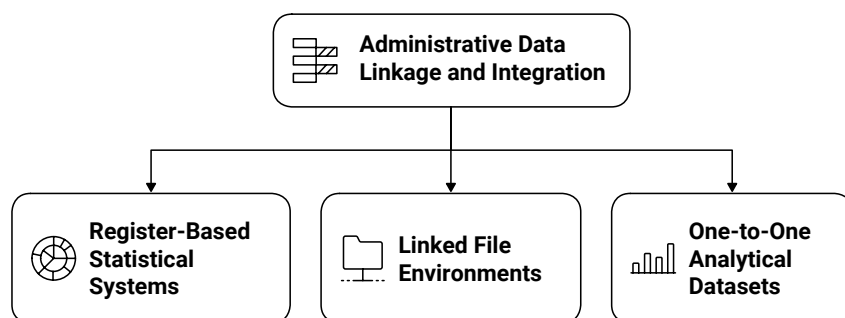 Administrative Data
Linkage and Integration
Register-Based
Statistical
Systems
Linked File
Environments
One-to-One
Analytical
Datasets